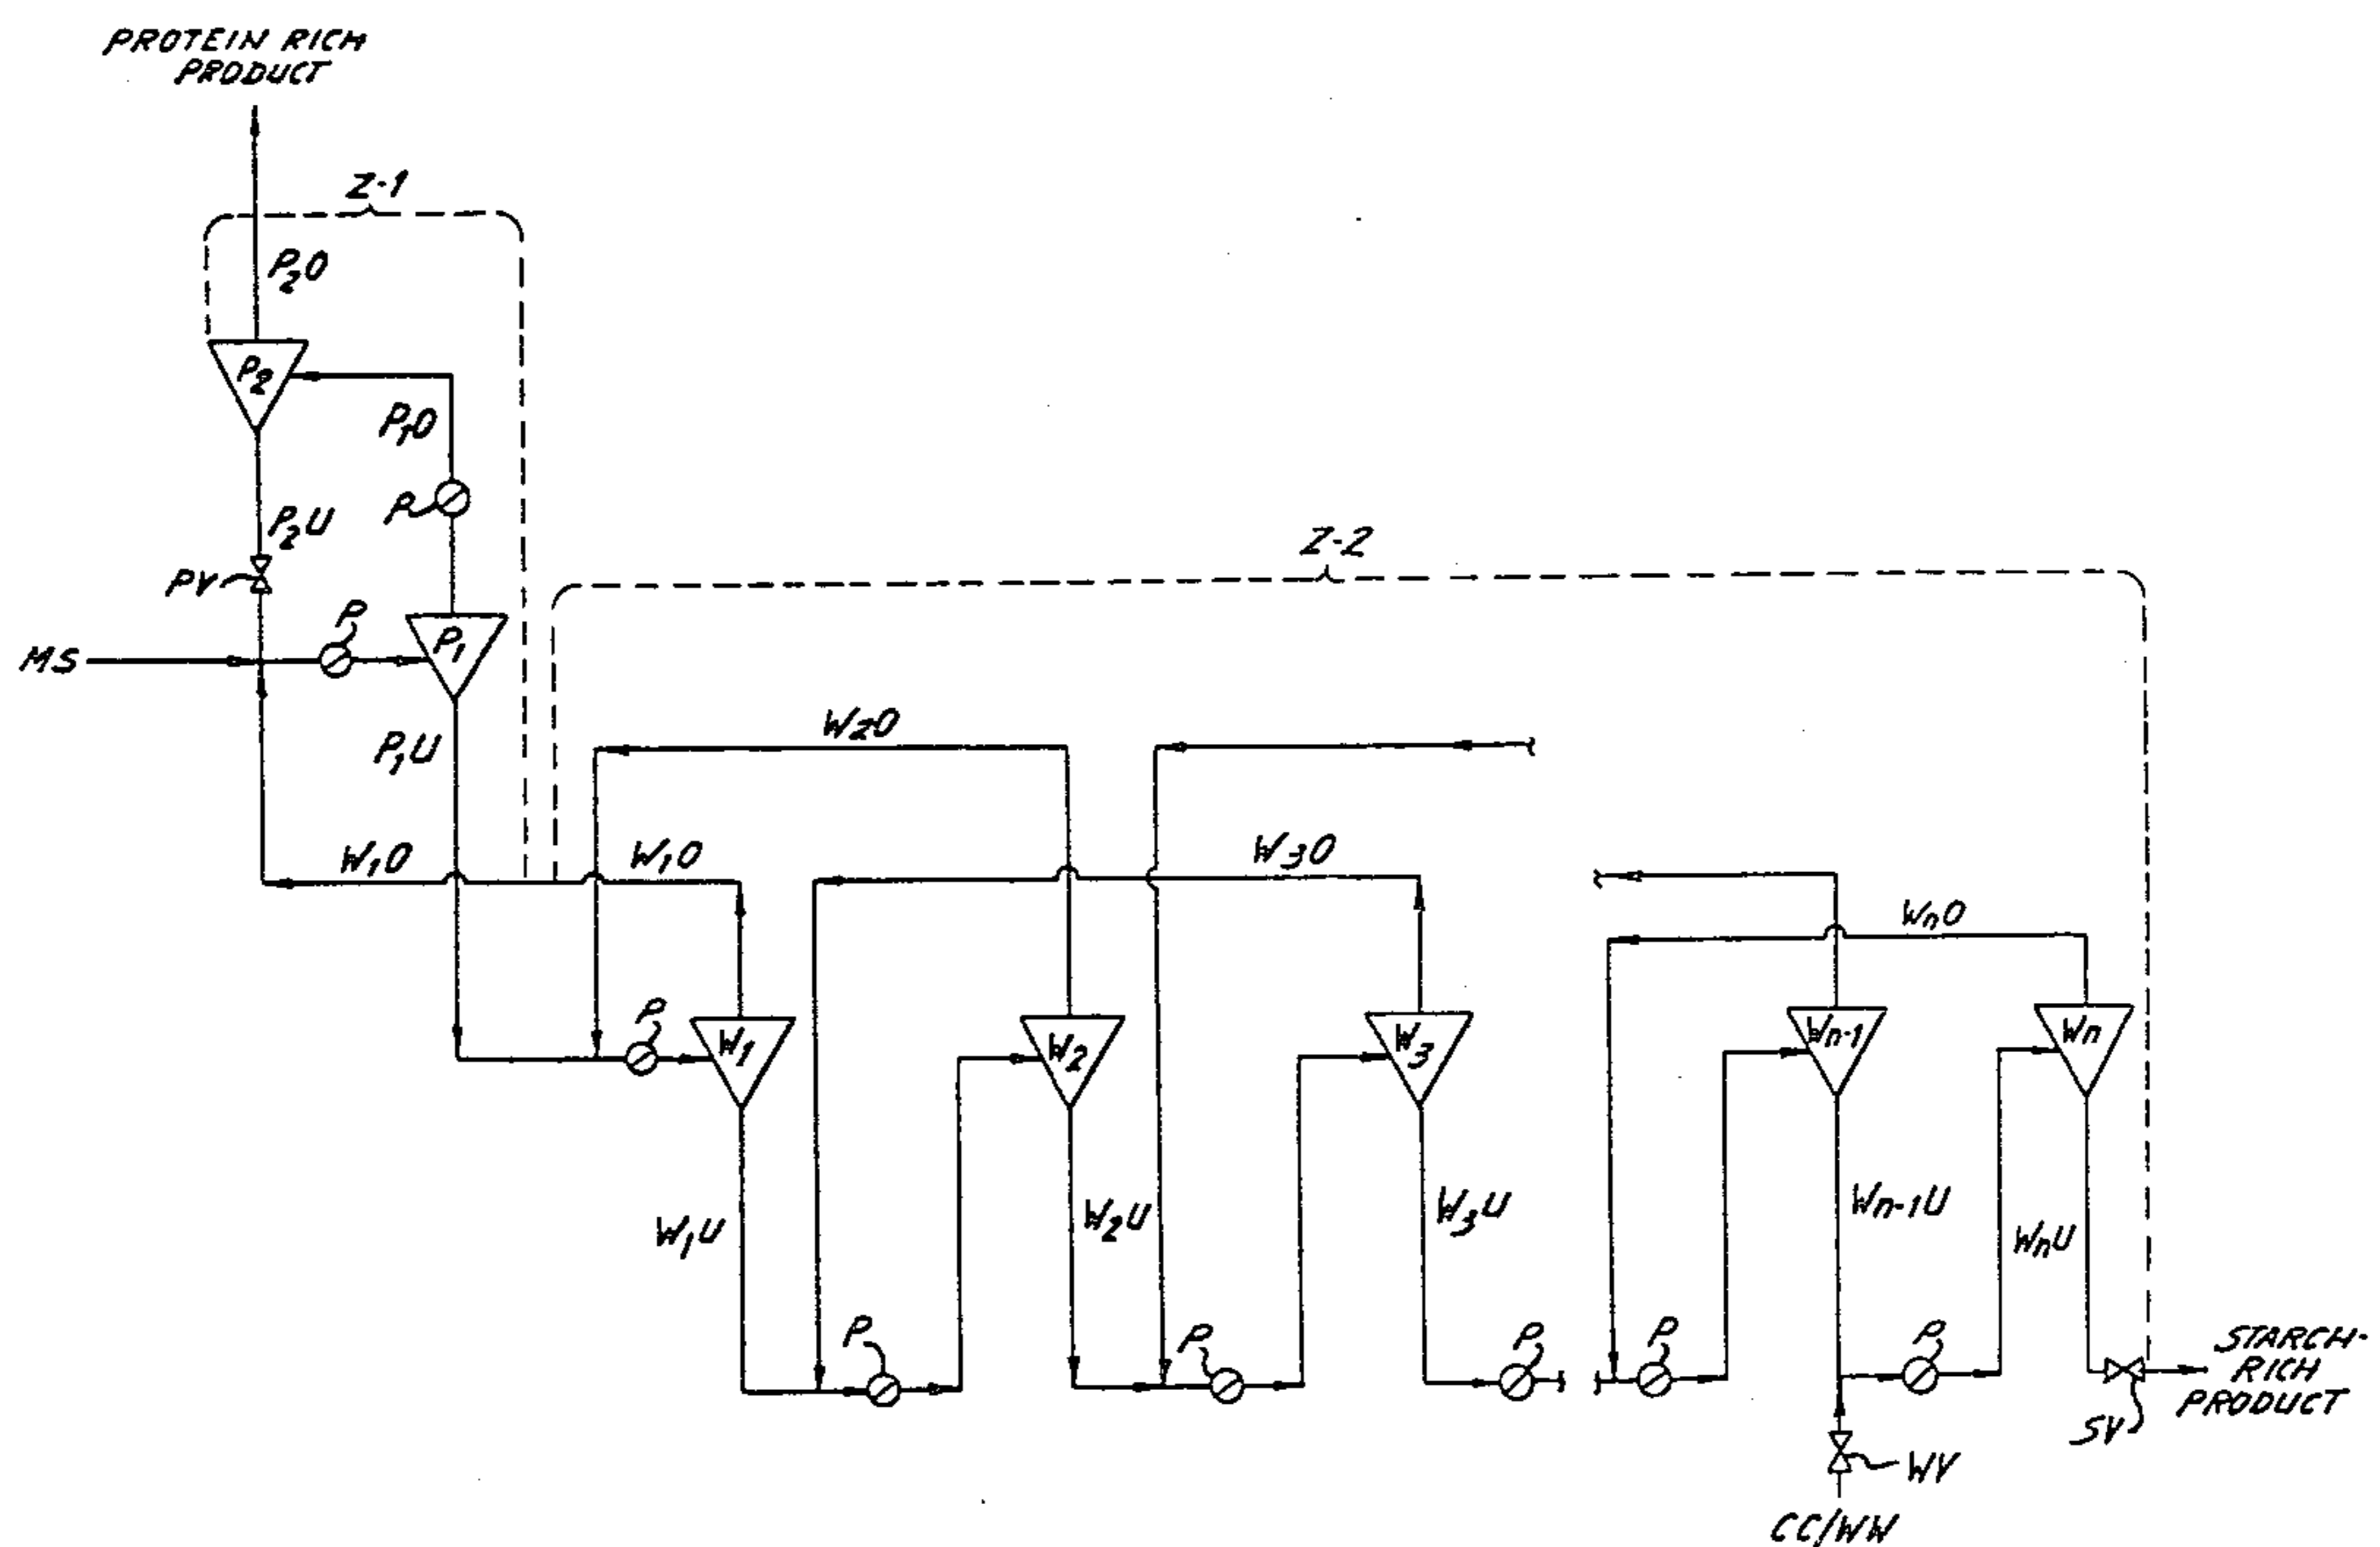 PROTEIN RICH
PRODUCT
Z-1
P2O
P2
P1O
P
P2U
PV
P
P1
MS
Z-2
P1U
W2O
W1O
W1O
W3O
WnO
P
W1
W2
W3
Wn-1
Wn
W1U
W2U
W3U
Wn-1U
WnU
P
P
P
P
P
STARCH-
RICH
PRODUCT
SV
WV
CC/WW